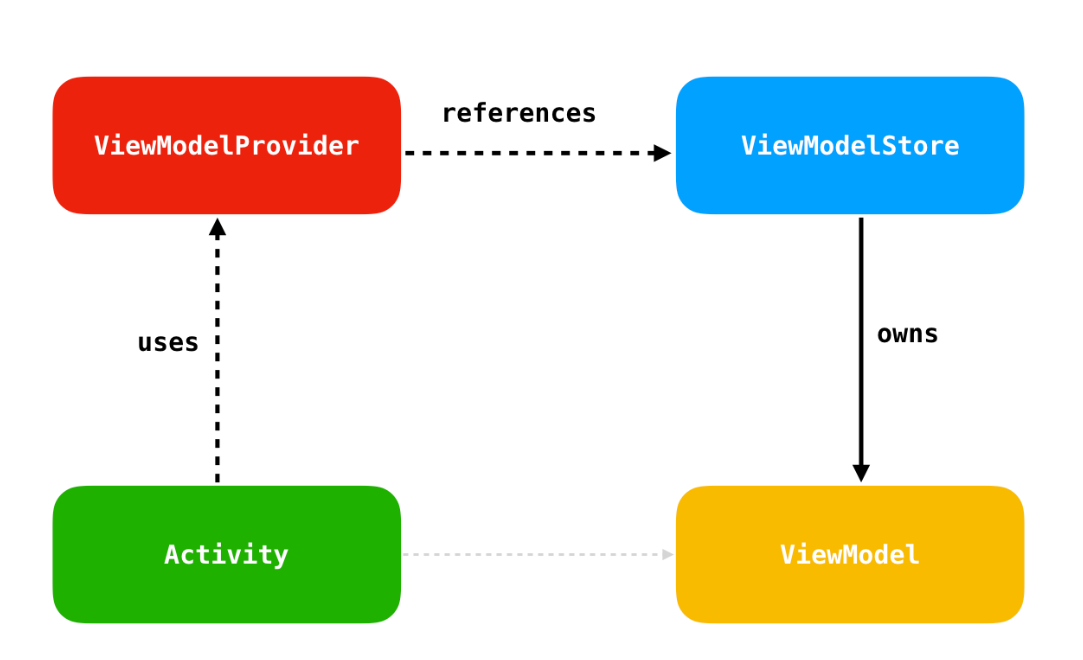 references
ViewModelProvider
ViewModelStore
uses
owns
Activity
ViewModel